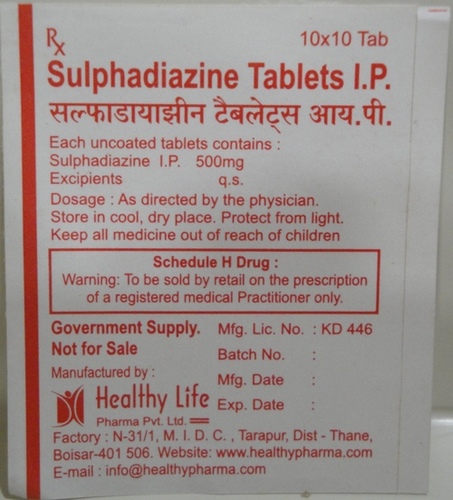 Rx 10x10 Tab
Sulphadiazine Tablets I.P.
सल्फाडायाझीन टॅबलेट्स आय.पी.
Each uncoated tablets contains :
Sulphadiazine I.P. 500mg
Excipients q.s.
Dosage : As directed by the physician.
Store in cool, dry place. Protect from light.
Keep all medicine out of reach of children
Schedule H Drug :
Warning: To be sold by retail on the prescription
of a registered medical Practitioner only.
Government Supply.
Not for Sale
Mfg. Lic. No. : KD 446
Batch No. :
Mfg. Date :
Exp. Date :
Manufactured by :
Healthy Life
Pharma Pvt. Ltd.
Factory : N-31/1, M. I. D. C. , Tarapur, Dist - Thane,
Boisar-401 506. Website: www.healthypharma.com
E-mail : info@healthypharma.com